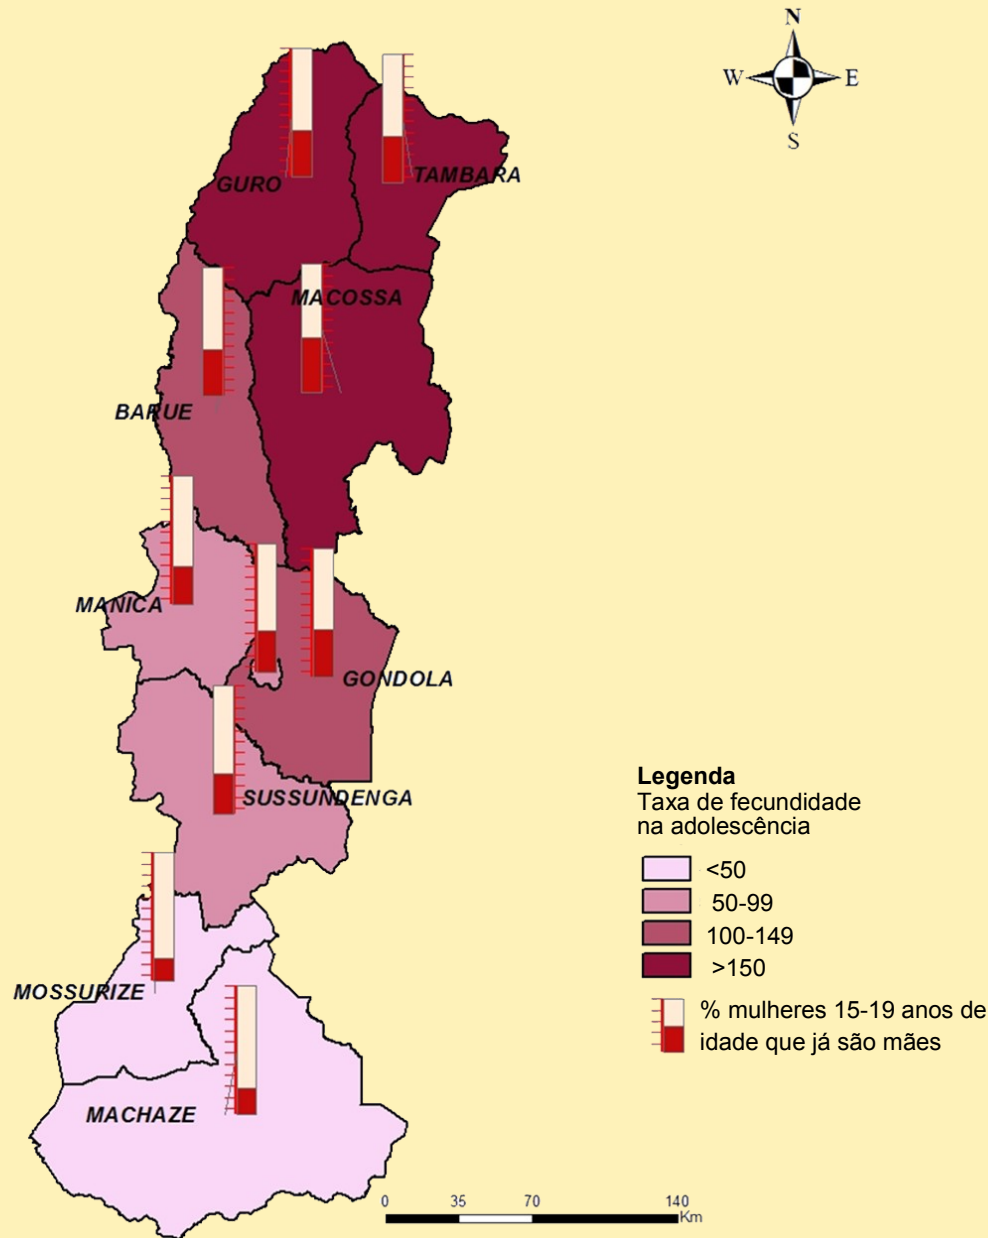 N
W E
S
GURO
TAMBARA
MACOSSA
BARUE
MANICA
GONDOLA
SUSSUNDENGA
MOSSURIZE
MACHAZE
Legenda
Taxa de fecundidade
na adolescência
<50
50-99
100-149
>150
% mulheres 15-19 anos de
idade que já são mães
0 35 70 140
Km